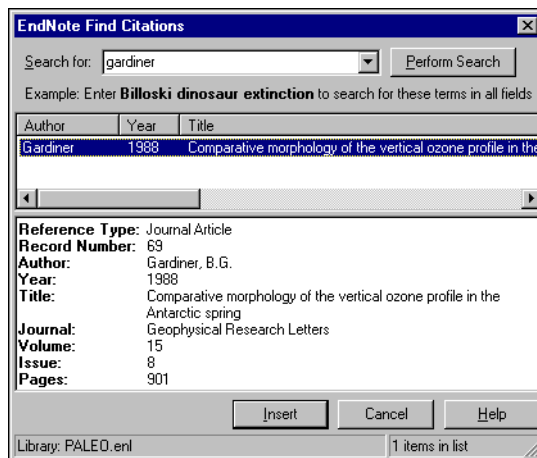 EndNote Find Citations
Search for: gardiner Perform Search
Example: Enter Billoski dinosaur extinction to search for these terms in all fields
Author Year Title
Gardiner 1988 Comparative morphology of the vertical ozone profile in the
Reference Type: Journal Article
Record Number: 69
Author: Gardiner, B.G.
Year: 1988
Title: Comparative morphology of the vertical ozone profile in the
Antarctic spring
Journal: Geophysical Research Letters
Volume: 15
Issue: 8
Pages: 901
Insert Cancel Help
Library: PALEO.enl 1 items in list